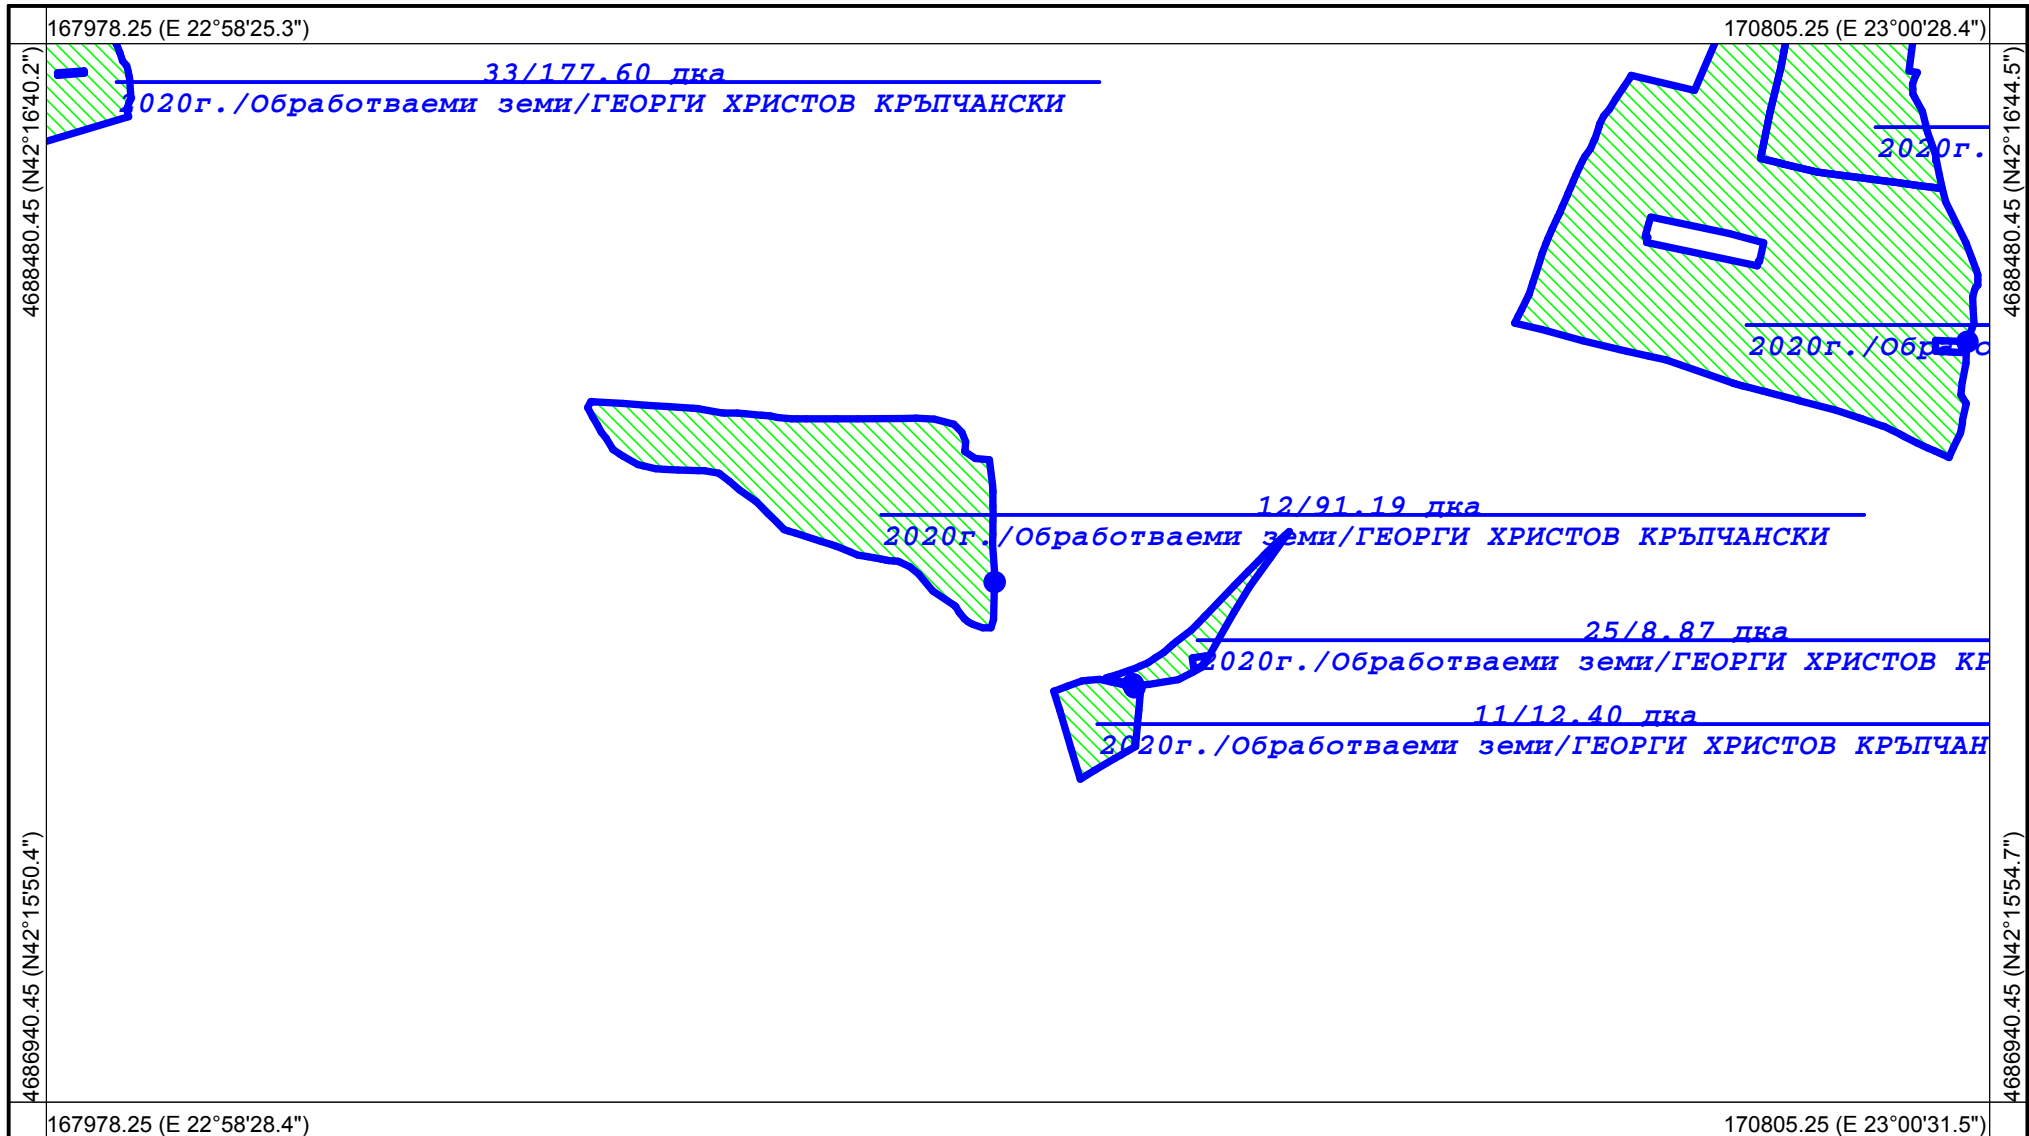 167978.25 (E 22°58'25.3")
170805.25 (E 23°00'28.4")
4688480.45 (N42°16'40.2")
4688480.45 (N42°16'44.5")
33/177.60 дка
2020г./Обработваеми земи/ГЕОРГИ ХРИСТОВ КРЪПЧАНСКИ
2020г.
2020г./Обрабо
12/91.19 дка
2020г./Обработваеми земи/ГЕОРГИ ХРИСТОВ КРЪПЧАНСКИ
25/8.87 дка
2020г./Обработваеми земи/ГЕОРГИ ХРИСТОВ КР
11/12.40 дка
2020г./Обработваеми земи/ГЕОРГИ ХРИСТОВ КРЪПЧАН
4686940.45 (N42°15'50.4")
4686940.45 (N42°15'54.7")
167978.25 (E 22°58'28.4")
170805.25 (E 23°00'31.5")